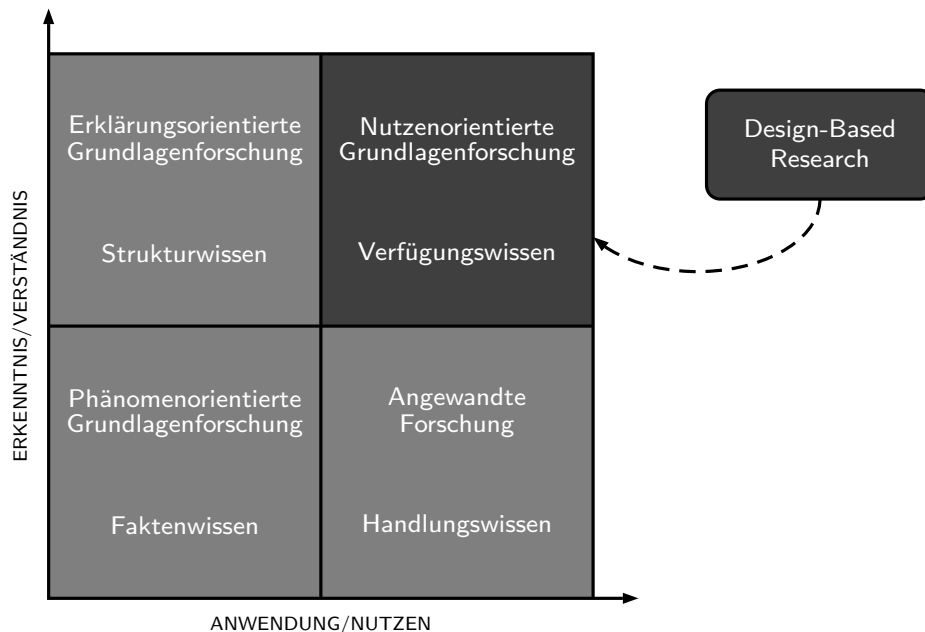 Erklärungsorientierte
Grundlagenforschung
Strukturwissen
Nutzenorientierte
Grundlagenforschung
Verfügungswissen
Design-Based
Research
Phänomenorientierte
Grundlagenforschung
Faktenwissen
Angewandte
Forschung
Handlungswissen
ERKENNTNIS/VERSTÄNDNIS
ANWENDUNG/NUTZEN